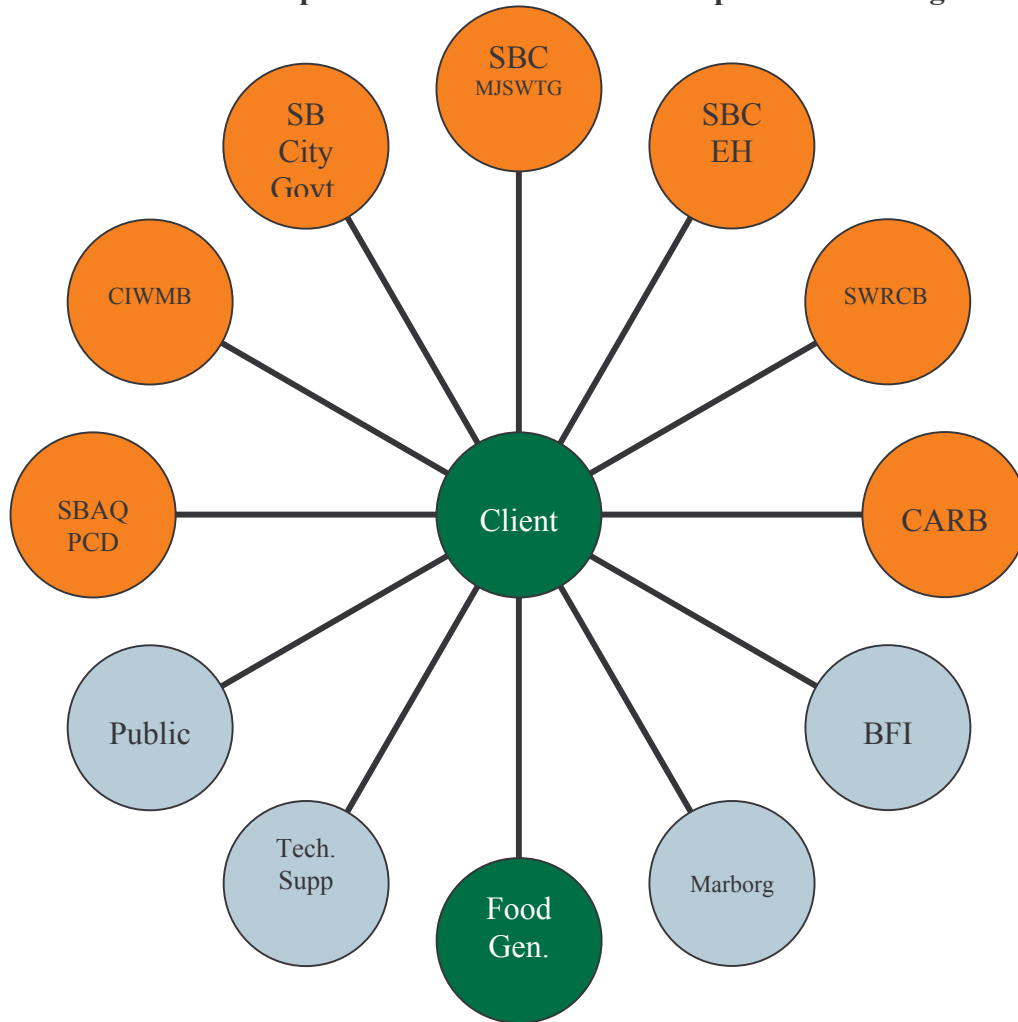 SBC
MJSWTG
SB
City
Govt
SBC
EH
CIWMB
SWRCB
SBAQ
PCD
Client
CARB
Public
BFI
Tech.
Supp
Marborg
Food
Gen.